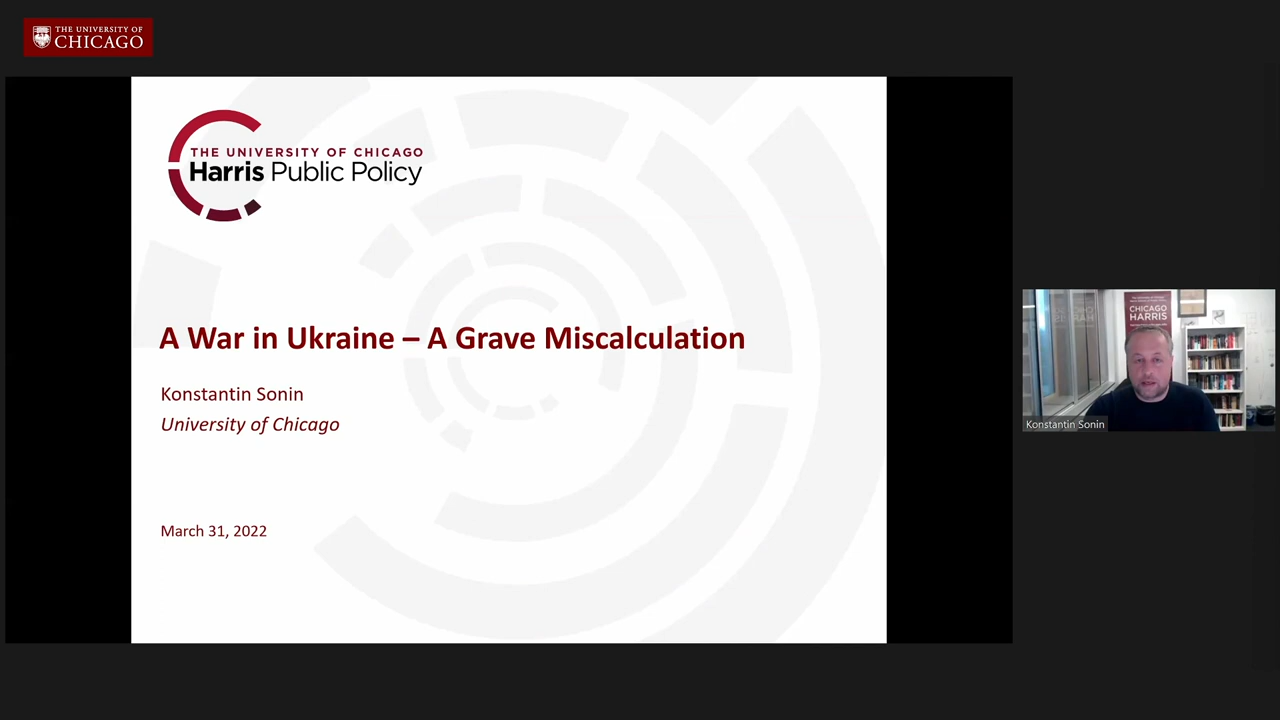 THE UNIVERSITY OF
CHICAGO
THE UNIVERSITY OF CHICAGO
Harris Public Policy
A War in Ukraine – A Grave Miscalculation
Konstantin Sonin
University of Chicago
March 31, 2022
CHICAGO
HARRIS
Konstantin Sonin